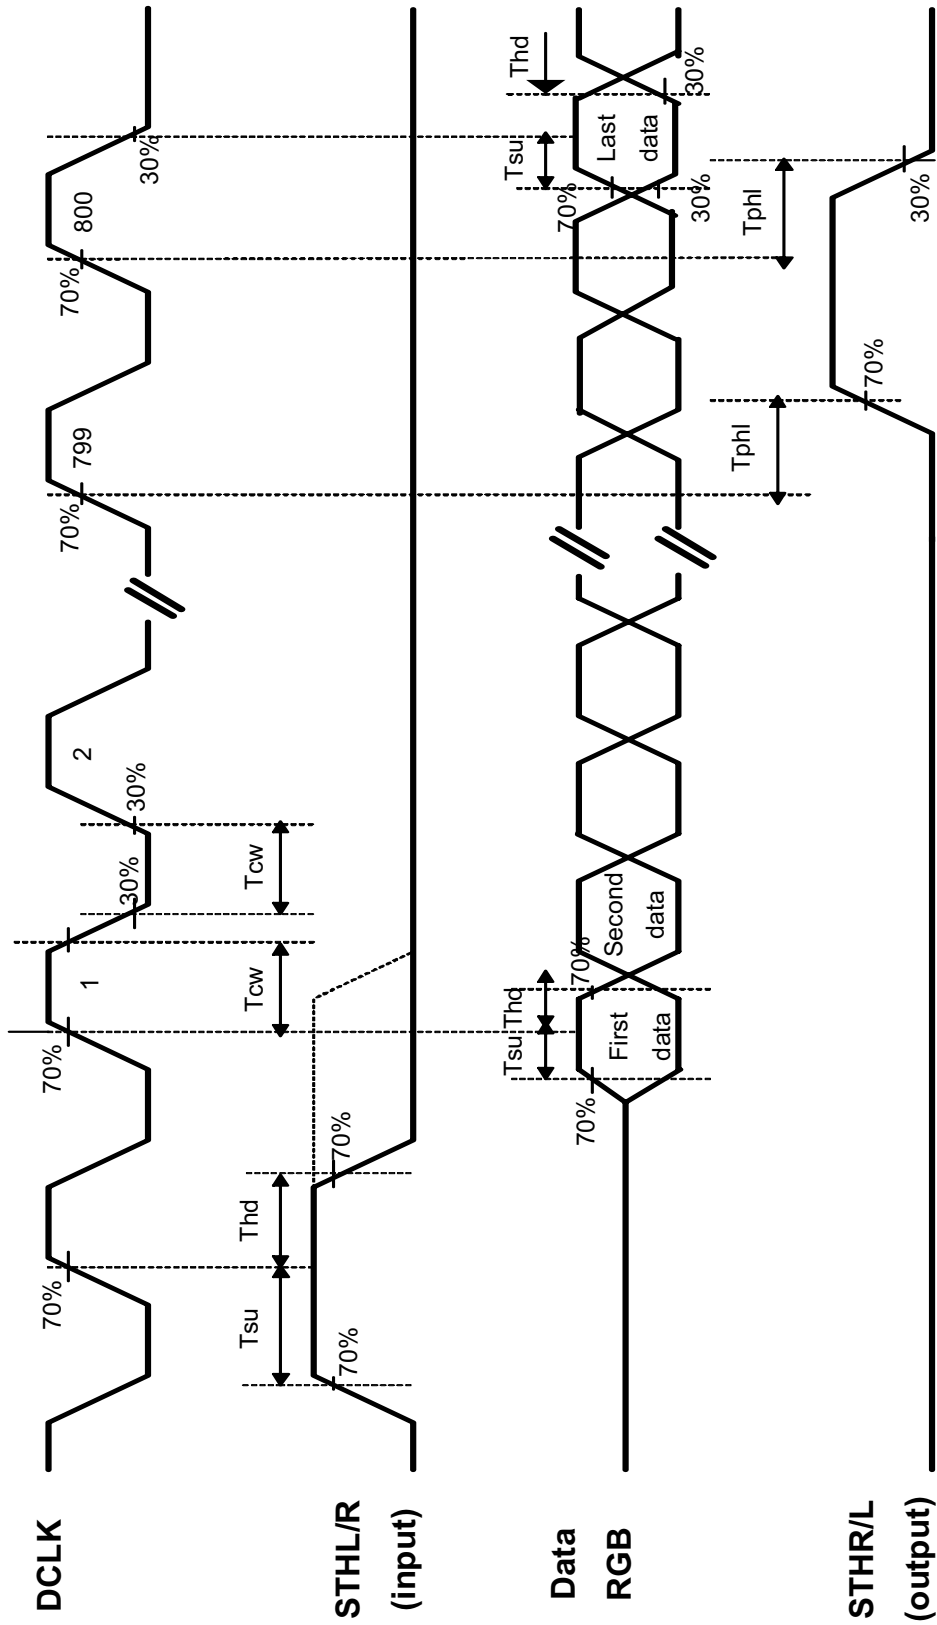 DCLK
70%
70%
1
30%
30%
2
70%
799
70%
800
30%
Tcw
Tcw
STHL/R
(input)
Tsu
Thd
70%
70%
Data
RGB
Tsu
Thd
70%
70%
First
data
Second
data
Tsu
Thd
70%
30%
Last
data
30%
STHR/L
(output)
Tphl
70%
Tphl
30%